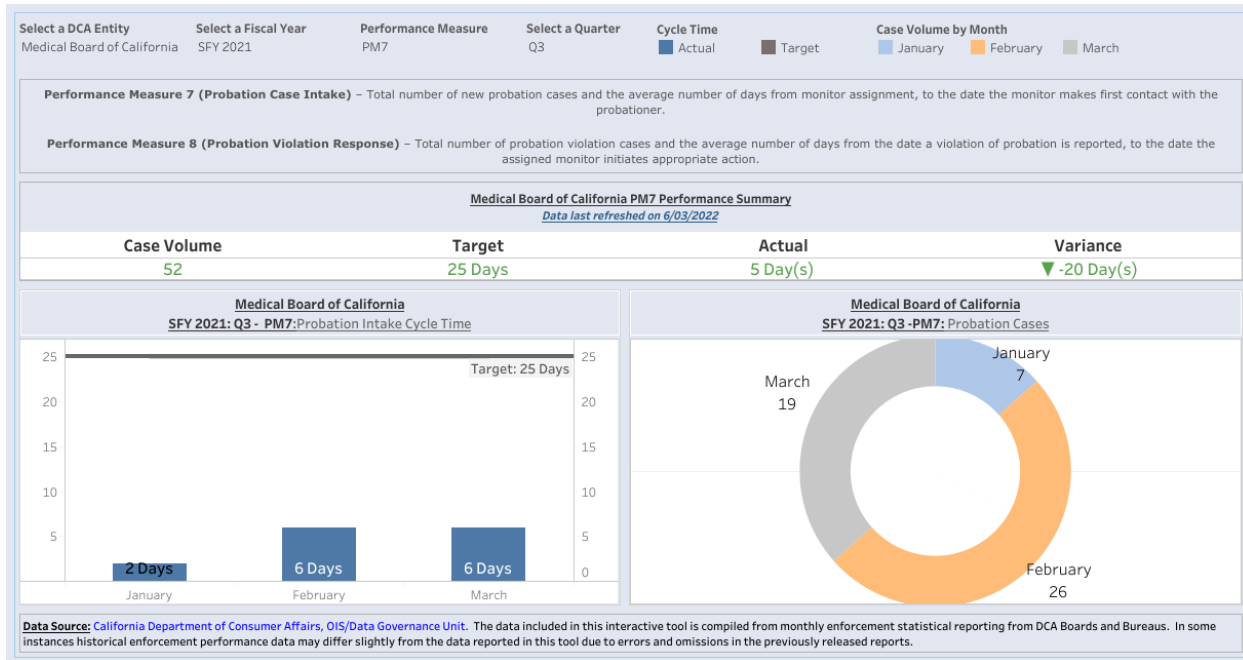 Select a DCA Entity
Medical Board of California
Select a Fiscal Year
SFY 2021
Performance Measure
PM7
Select a Quarter
Q3
Cycle Time
Actual
Target
Case Volume by Month
January
February
March
Performance Measure 7 (Probation Case Intake) – Total number of new probation cases and the average number of days from monitor assignment, to the date the monitor makes first contact with the
probationer.
Performance Measure 8 (Probation Violation Response) – Total number of probation violation cases and the average number of days from the date a violation of probation is reported, to the date the
assigned monitor initiates appropriate action.
Medical Board of California PM7 Performance Summary
Data last refreshed on 6/03/2022
Case Volume Target Actual Variance
52 25 Days 5 Day(s) ▼ -20 Day(s)
Medical Board of California
SFY 2021: Q3 - PM7:Probation Intake Cycle Time
25
20
15
10
5
Target: 25 Days
25
20
15
10
5
0
2 Days
6 Days
6 Days
January
February
March
Medical Board of California
SFY 2021: Q3 -PM7: Probation Cases
January
7
March
19
February
26
Data Source: California Department of Consumer Affairs, OIS/Data Governance Unit. The data included in this interactive tool is compiled from monthly enforcement statistical reporting from DCA Boards and Bureaus. In some
instances historical enforcement performance data may differ slightly from the data reported in this tool due to errors and omissions in the previously released reports.